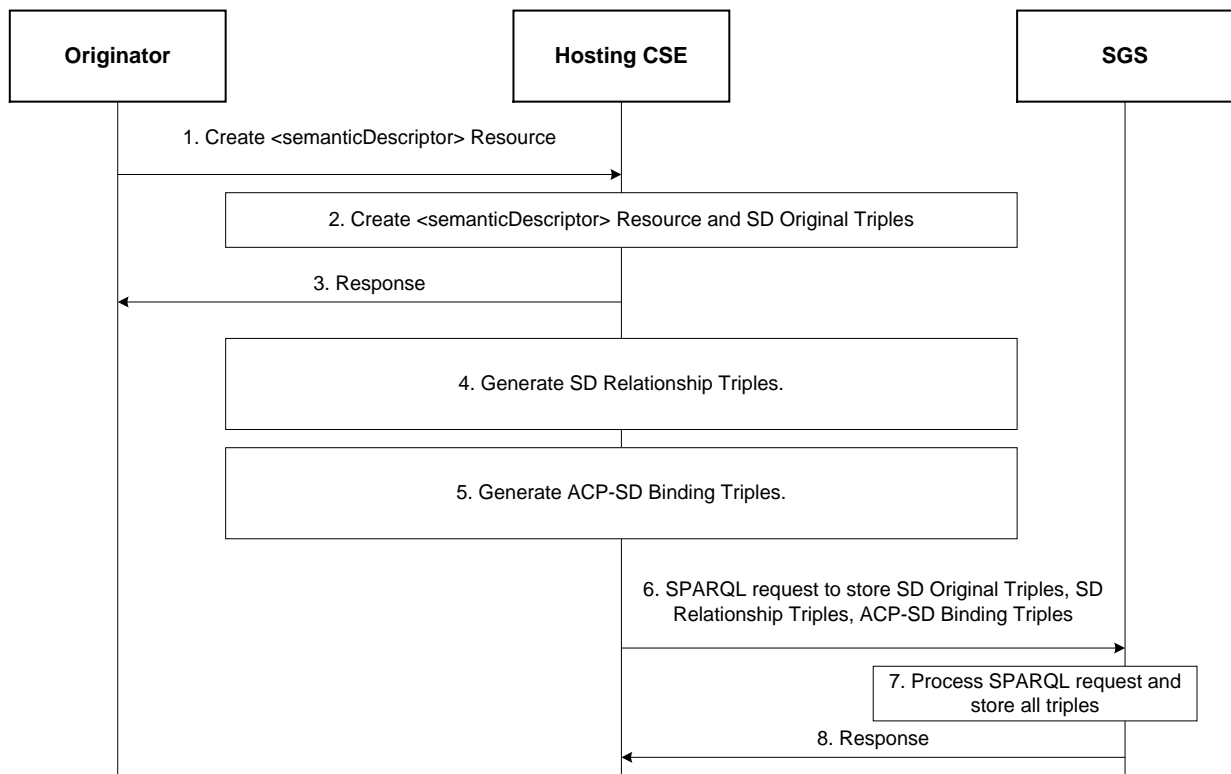 Originator
Hosting CSE
SGS
1. Create <semanticDescriptor> Resource
2. Create <semanticDescriptor> Resource and SD Original Triples
3. Response
4. Generate SD Relationship Triples.
5. Generate ACP-SD Binding Triples.
6. SPARQL request to store SD Original Triples, SD
Relationship Triples, ACP-SD Binding Triples
7. Process SPARQL request and
store all triples
8. Response